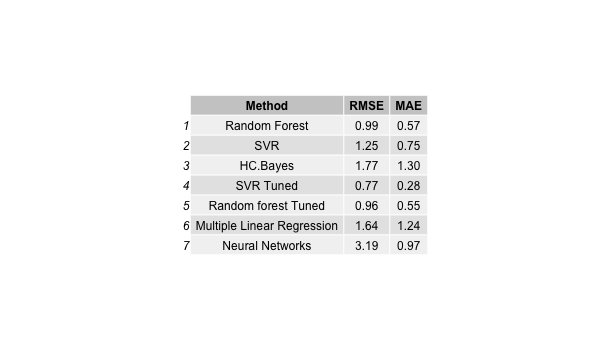 Method RMSE MAE
1 Random Forest 0.99 0.57
2 SVR 1.25 0.75
3 HC.Bayes 1.77 1.30
4 SVR Tuned 0.77 0.28
5 Random forest Tuned 0.96 0.55
6 Multiple Linear Regression 1.64 1.24
7 Neural Networks 3.19 0.97